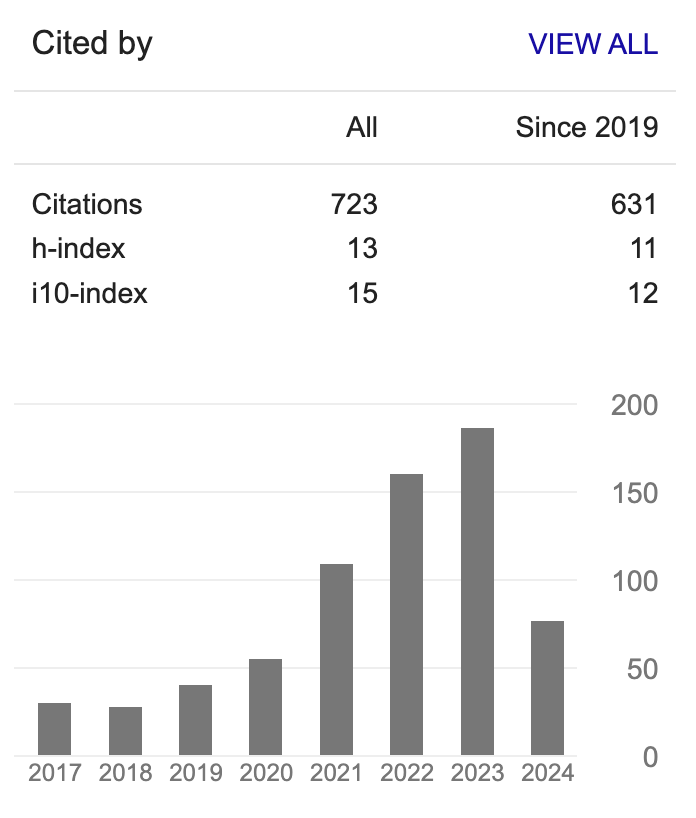 Cited by VIEW ALL
All Since 2019
Citations 723 631
h-index 13 11
i10-index 15 12
200
150
100
50
0
2017 2018 2019 2020 2021 2022 2023 2024